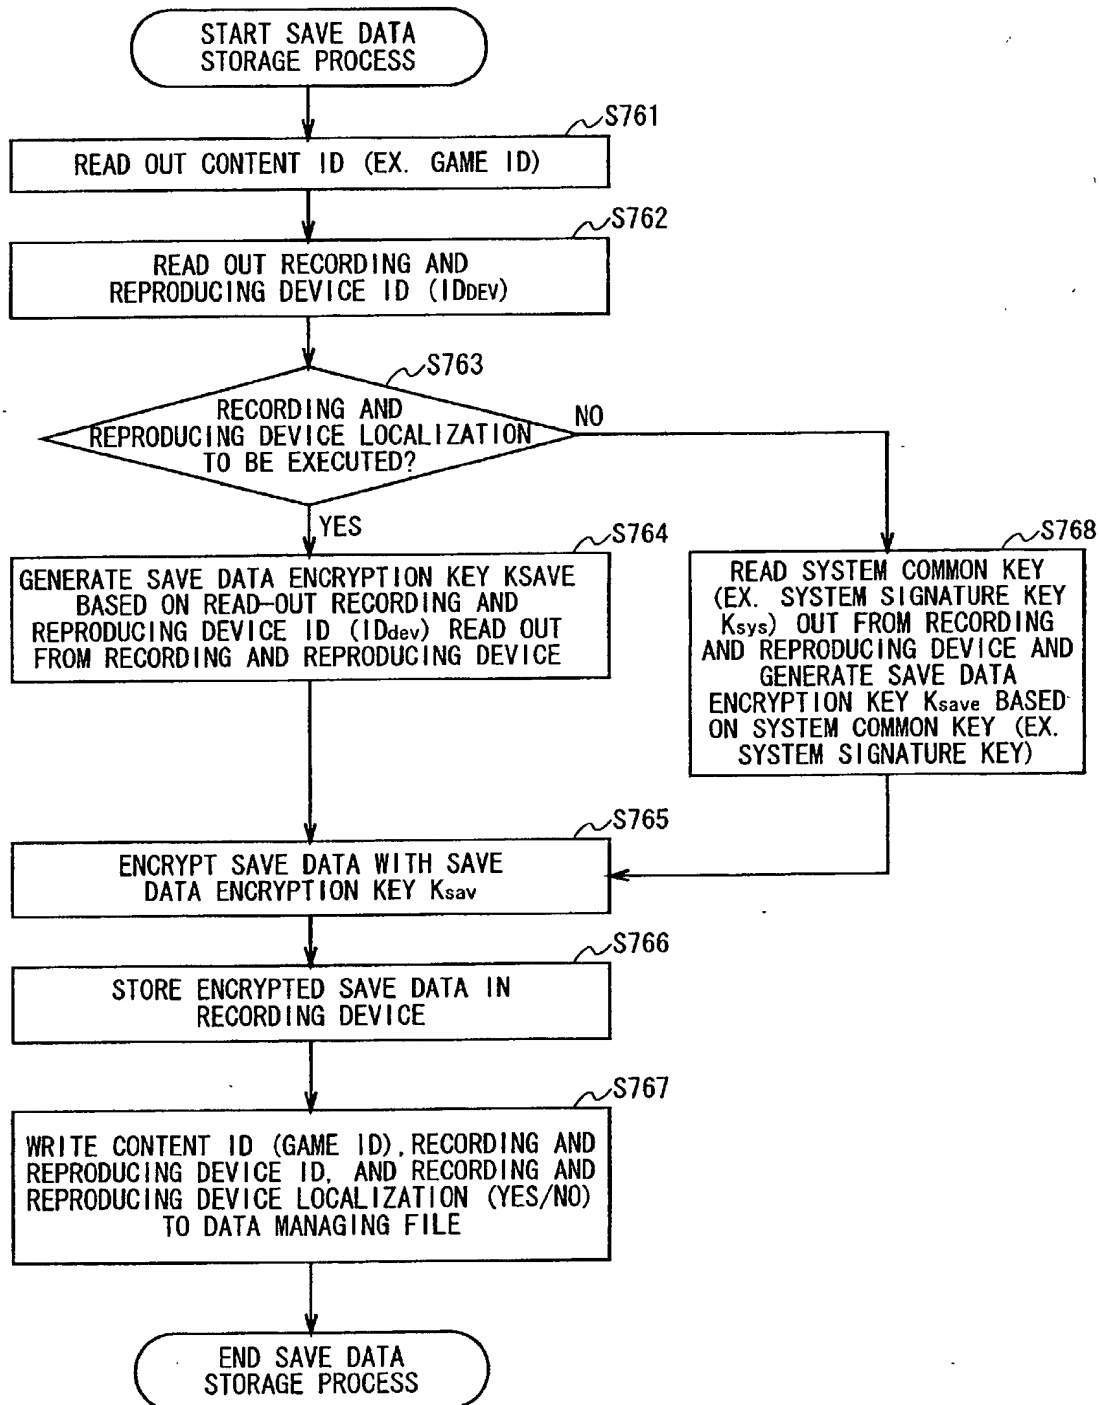 START SAVE DATA
STORAGE PROCESS
S761
READ OUT CONTENT ID (EX. GAME ID)
S762
READ OUT RECORDING AND
REPRODUCING DEVICE ID (IDDEV)
S763
RECORDING AND
REPRODUCING DEVICE LOCALIZATION
TO BE EXECUTED?
NO
YES
S764
GENERATE SAVE DATA ENCRYPTION KEY KSAVE
BASED ON READ-OUT RECORDING AND
REPRODUCING DEVICE ID (IDdev) READ OUT
FROM RECORDING AND REPRODUCING DEVICE
S768
READ SYSTEM COMMON KEY
(EX. SYSTEM SIGNATURE KEY
Ksys) OUT FROM RECORDING
AND REPRODUCING DEVICE AND
GENERATE SAVE DATA
ENCRYPTION KEY Ksave BASED
ON SYSTEM COMMON KEY (EX.
SYSTEM SIGNATURE KEY)
S765
ENCRYPT SAVE DATA WITH SAVE
DATA ENCRYPTION KEY Ksav
S766
STORE ENCRYPTED SAVE DATA IN
RECORDING DEVICE
S767
WRITE CONTENT ID (GAME ID), RECORDING AND
REPRODUCING DEVICE ID, AND RECORDING AND
REPRODUCING DEVICE LOCALIZATION (YES/NO)
TO DATA MANAGING FILE
END SAVE DATA
STORAGE PROCESS